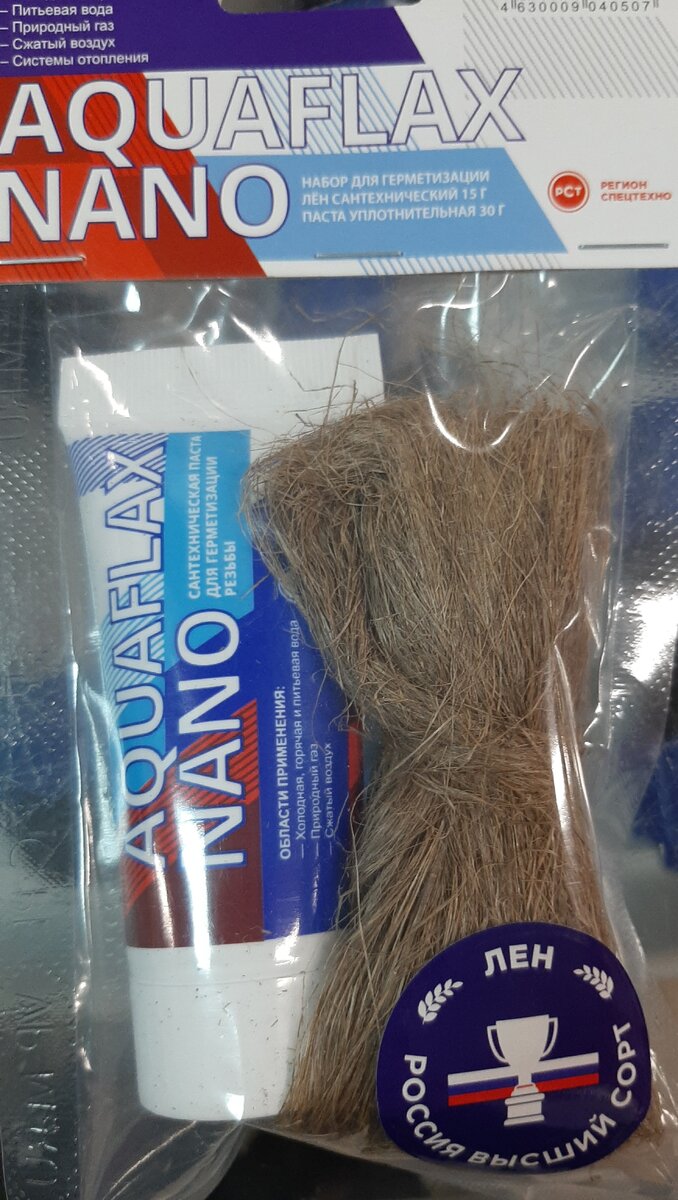 – Питьевая вода
– Природный газ
– Сжатый воздух
– Системы отопления
4 630009 040507
AQUAFLAX
NANO
НАБОР ДЛЯ ГЕРМЕТИЗАЦИИ
ЛЁН САНТЕХНИЧЕСКИЙ 15 Г
ПАСТА УПЛОТНИТЕЛЬНАЯ 30 Г
РСТ
РЕГИОН
СПЕЦТЕХНО
AQUAFLAX
NANO
САНТЕХНИЧЕСКАЯ ПАСТА
ДЛЯ ГЕРМЕТИЗАЦИИ
РЕЗЬБЫ
ОБЛАСТИ ПРИМЕНЕНИЯ:
— Холодная, горячая и питьевая вода
— Природный газ
— Сжатый воздух
ЛЕН
РОССИЯ ВЫСШИЙ СОРТ